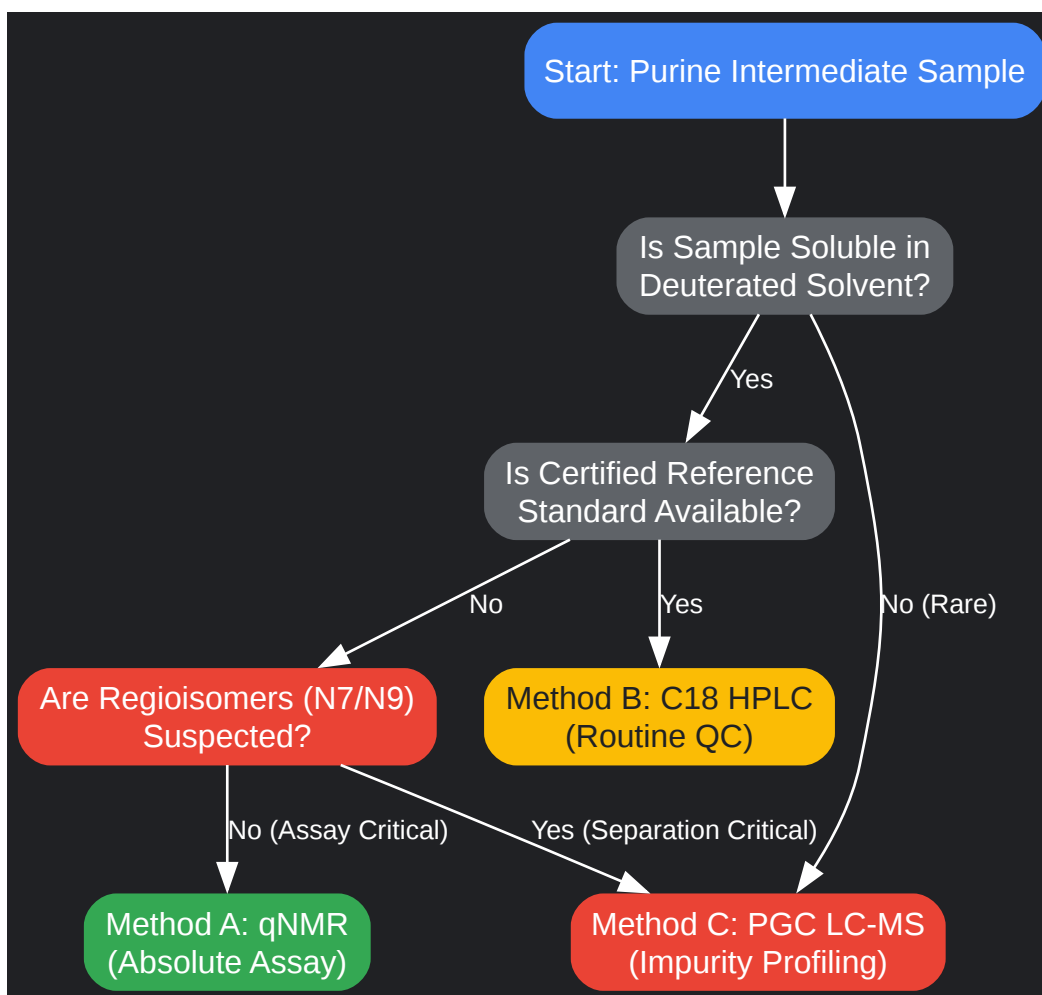 Start: Purine Intermediate Sample
Is Sample Soluble in
Deuterated Solvent?
Yes
Is Certified Reference
Standard Available?
No
Yes
No (Rare)
Are Regioisomers (N7/N9)
Suspected?
Method B: C18 HPLC
(Routine QC)
No (Assay Critical)
Yes (Separation Critical)
Method A: qNMR
(Absolute Assay)
Method C: PGC LC-MS
(Impurity Profiling)